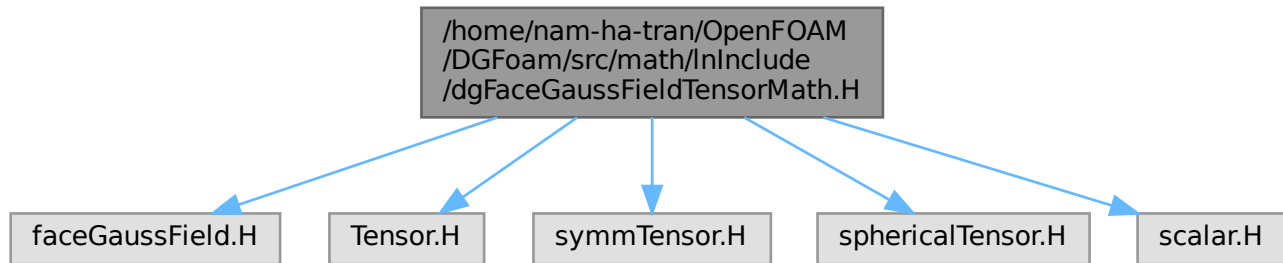 /home/nam-ha-tran/OpenFOAM
/DGFoam/src/math/lnInclude
/dgFaceGaussFieldTensorMath.H
faceGaussField.H
Tensor.H
symmTensor.H
sphericalTensor.H
scalar.H